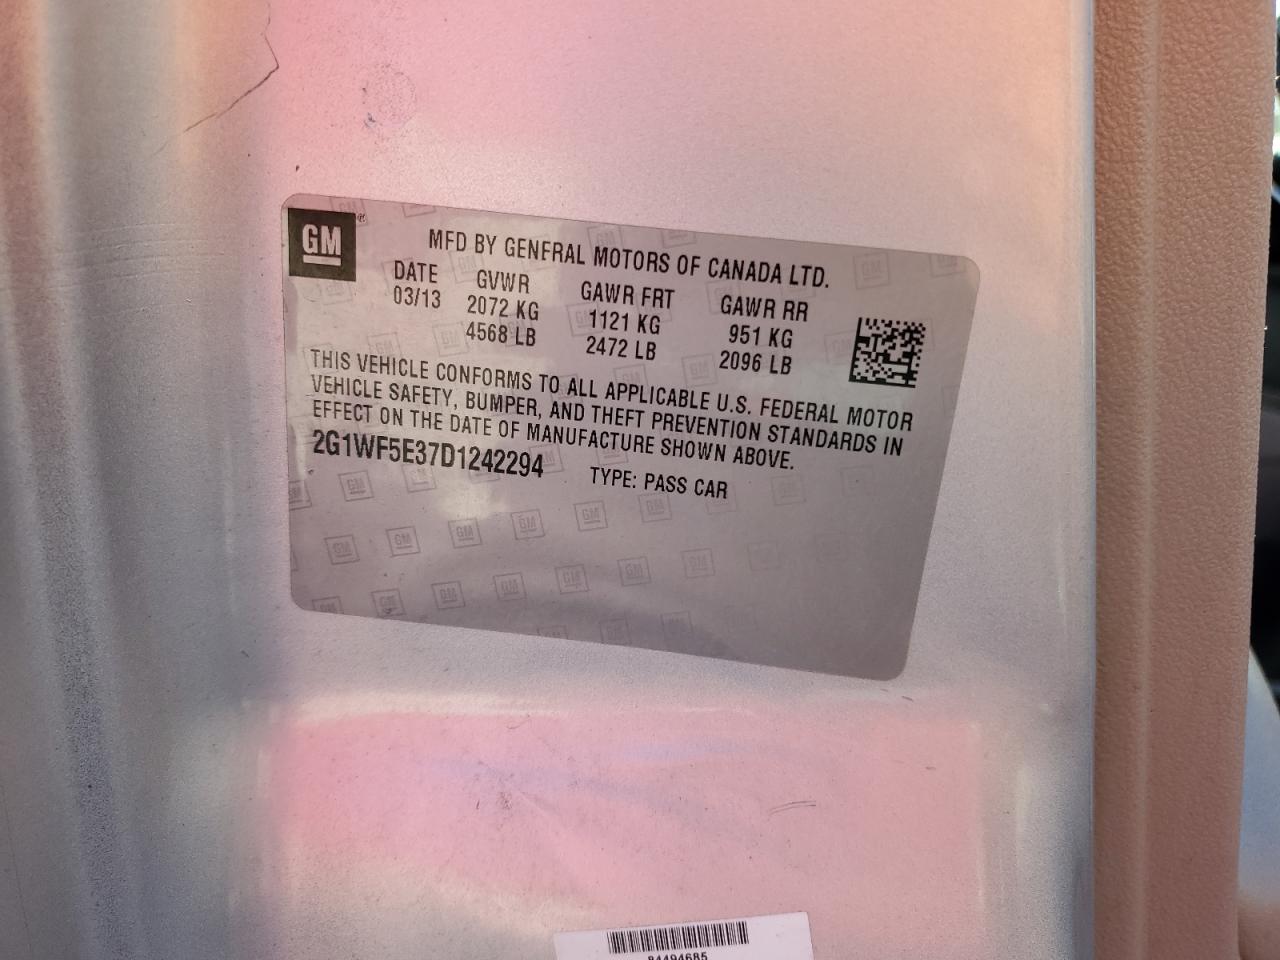 GM®
MFD BY GENERAL MOTORS OF CANADA LTD.
DATE GVWR GAWR FRT GAWR RR
03/13 2072 KG 1121 KG 951 KG
4568 LB 2472 LB 2096 LB
THIS VEHICLE CONFORMS TO ALL APPLICABLE U.S. FEDERAL MOTOR
VEHICLE SAFETY, BUMPER, AND THEFT PREVENTION STANDARDS IN
EFFECT ON THE DATE OF MANUFACTURE SHOWN ABOVE.
2G1WF5E37D1242294 TYPE: PASS CAR
84494685